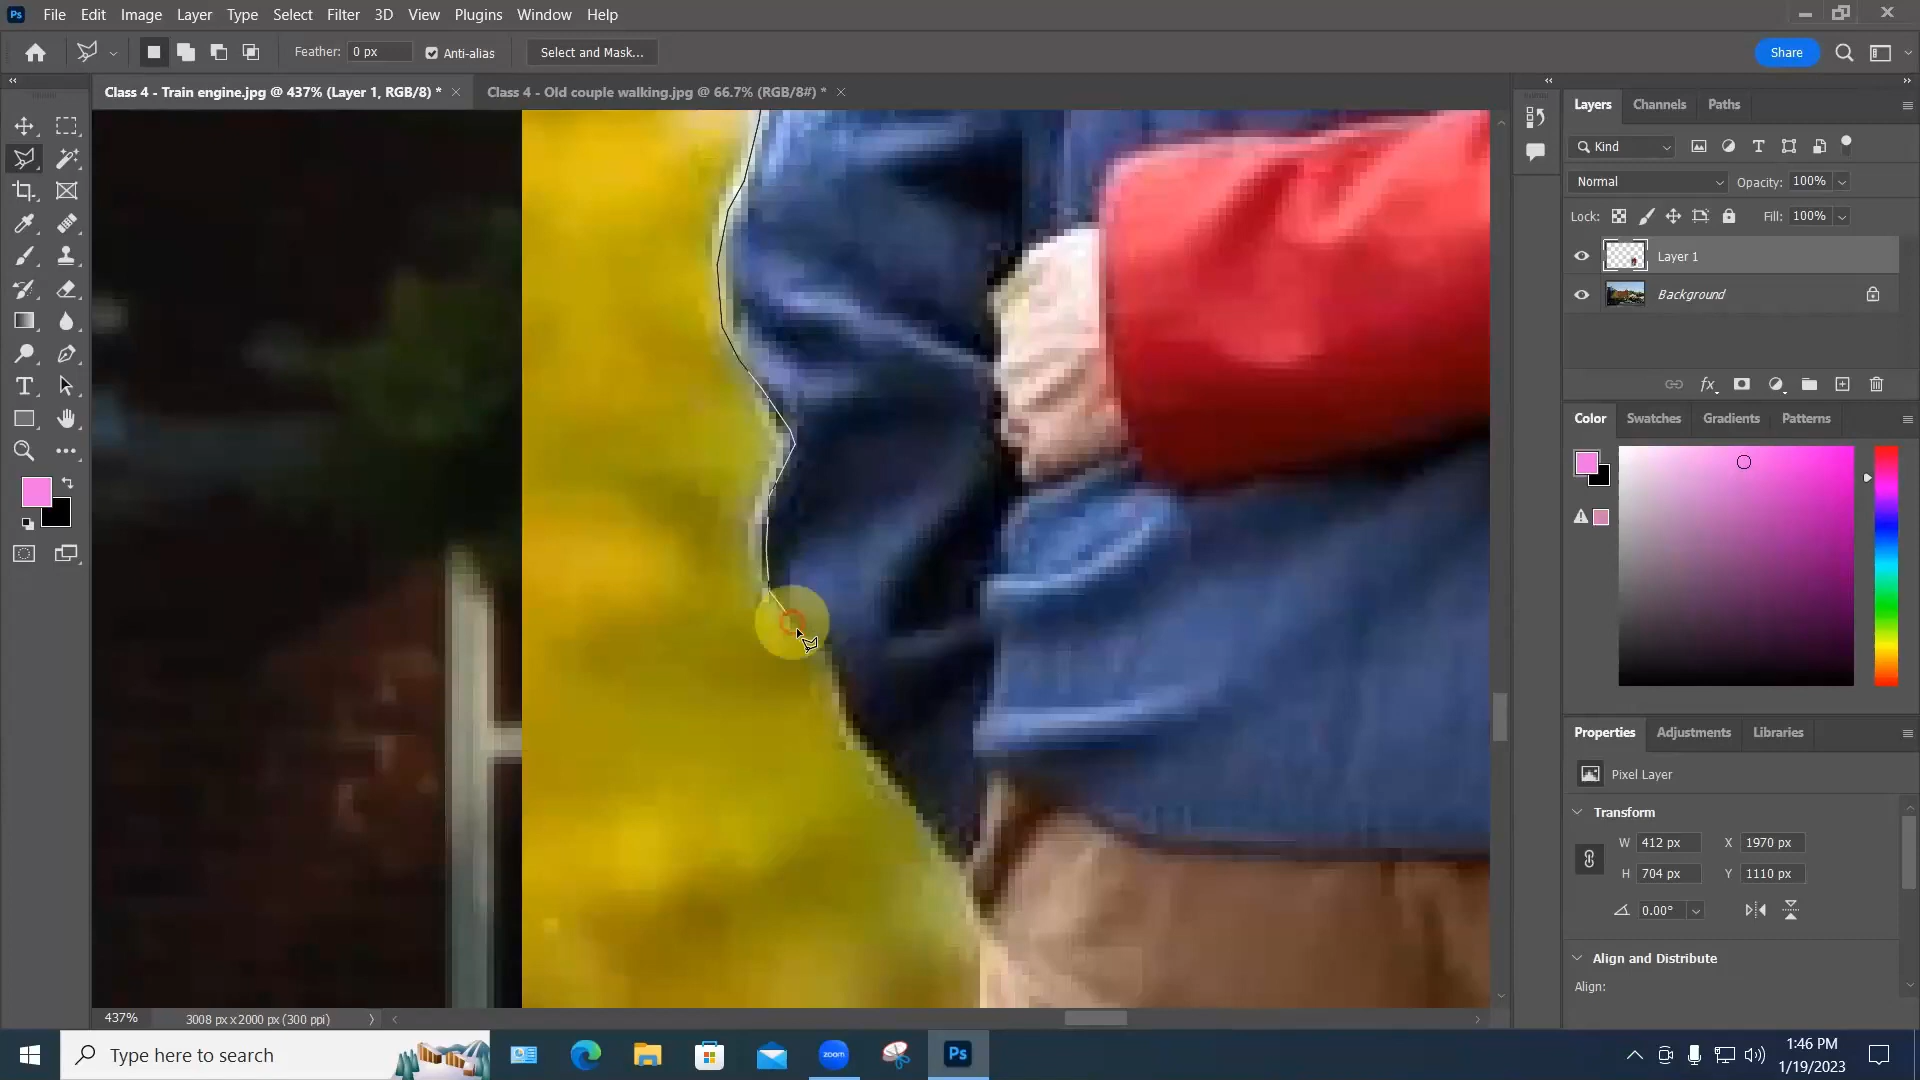 Ps File Edit Image Layer Type Select Filter 3D View Plugins Window Help
Feather: 0 px Anti-alias Select and Mask... Share
Class 4 - Train engine.jpg @ 437% (Layer 1, RGB/8) * Class 4 - Old couple walking.jpg @ 66.7% (RGB/8#) *
Layers Channels Paths
Kind
Normal Opacity: 100%
Lock: Fill: 100%
Layer 1
Background
fx
Color Swatches Gradients Patterns
Properties Adjustments Libraries
Pixel Layer
Transform
W 412 px X 1970 px
H 704 px Y 1110 px
0.00°
Align and Distribute
Align:
437% 3008 px x 2000 px (300 ppi)
Type here to search
zoom
Ps
1:46 PM
1/19/2023